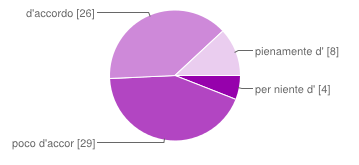 d'accordo [26]
pienamente d' [8]
per niente d' [4]
poco d'accor [29]